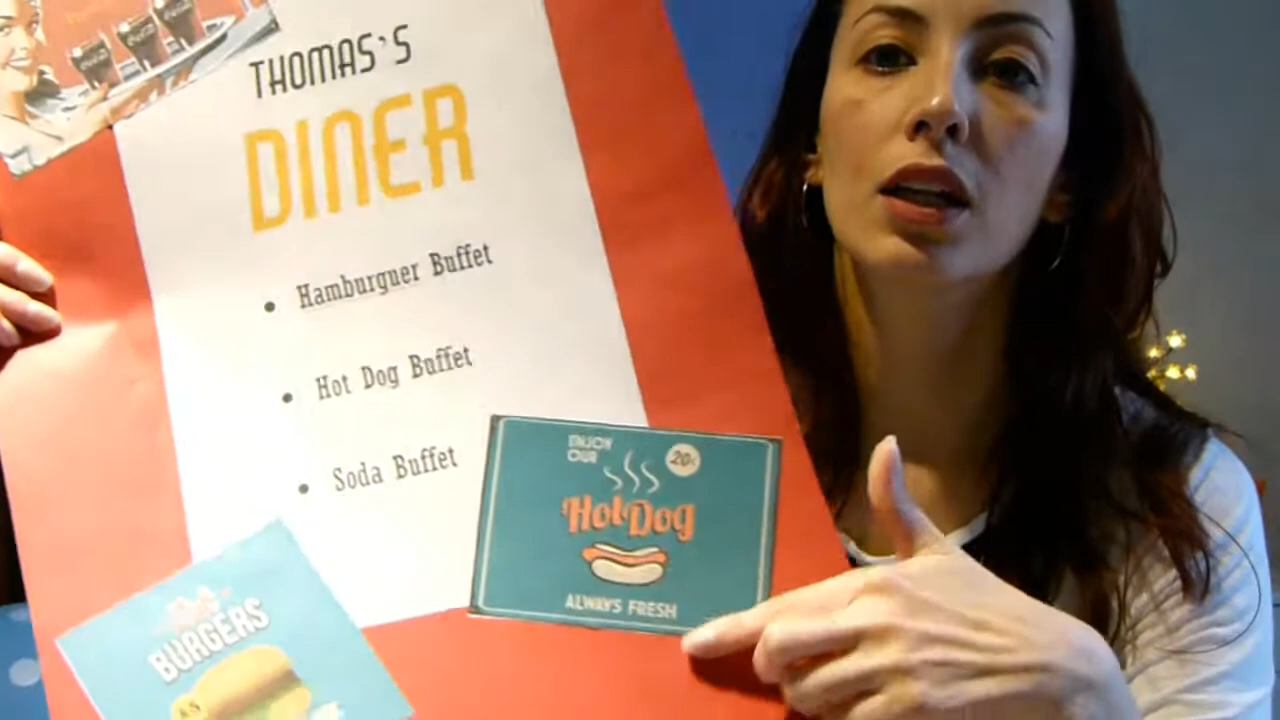 THOMAS'S
DINER
• Hamburguer Buffet
• Hot Dog Buffet
• Soda Buffet
ENJOY
OUR
20¢
Hot Dog
ALWAYS FRESH
BURGERS